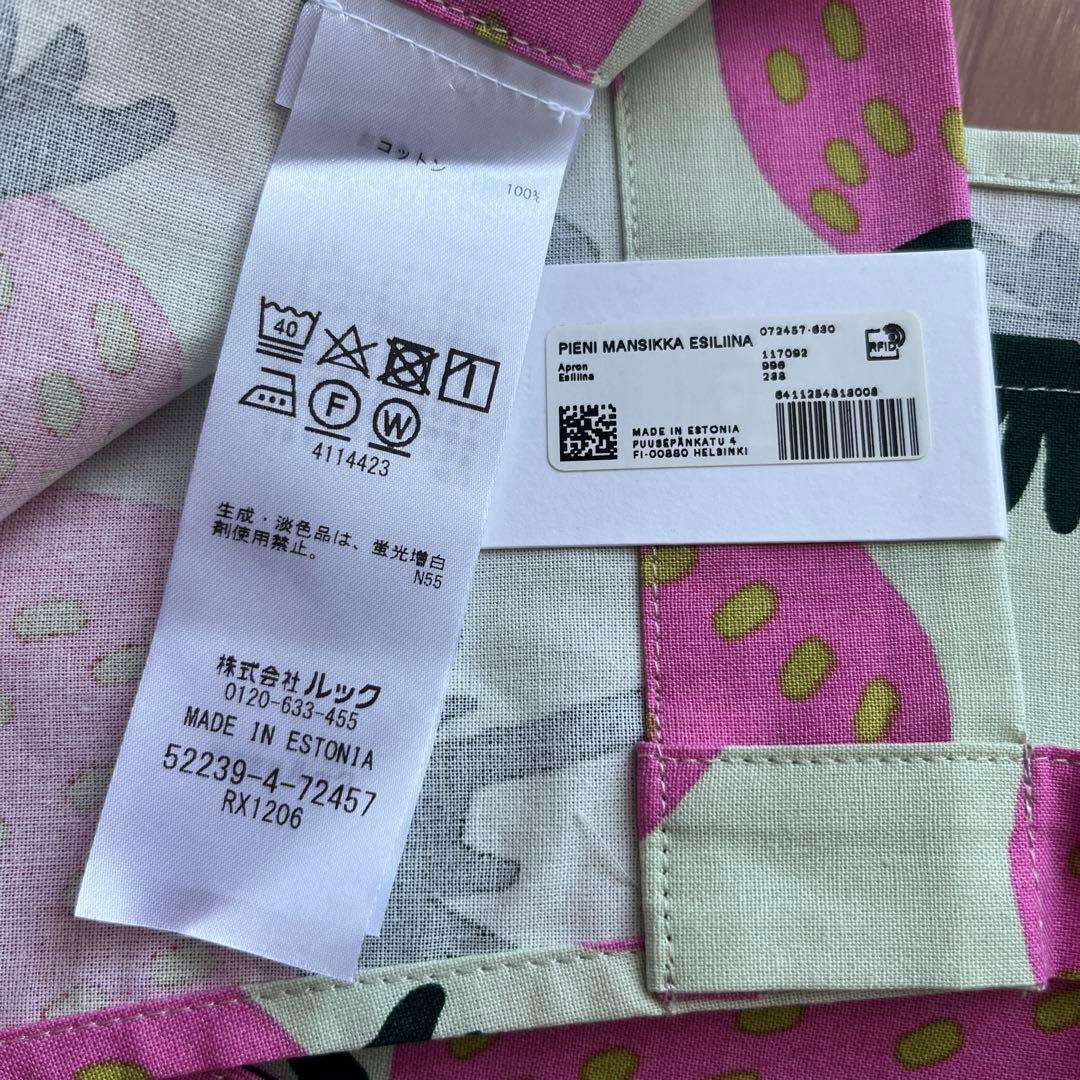 コットン
100%
40
F W
4114423
生成・淡色品は、蛍光増白
剤使用禁止。
N55
株式会社 ルック
0120-633-455
MADE IN ESTONIA
52239-4-72457
RX1206
PIENI MANSIKKA ESILIINA
072457-630
Apron
Esiliina
117092
996
RFID
6411254818008
MADE IN ESTONIA
PUUSEPÄNKATU 4
FI-00880 HELSINKI